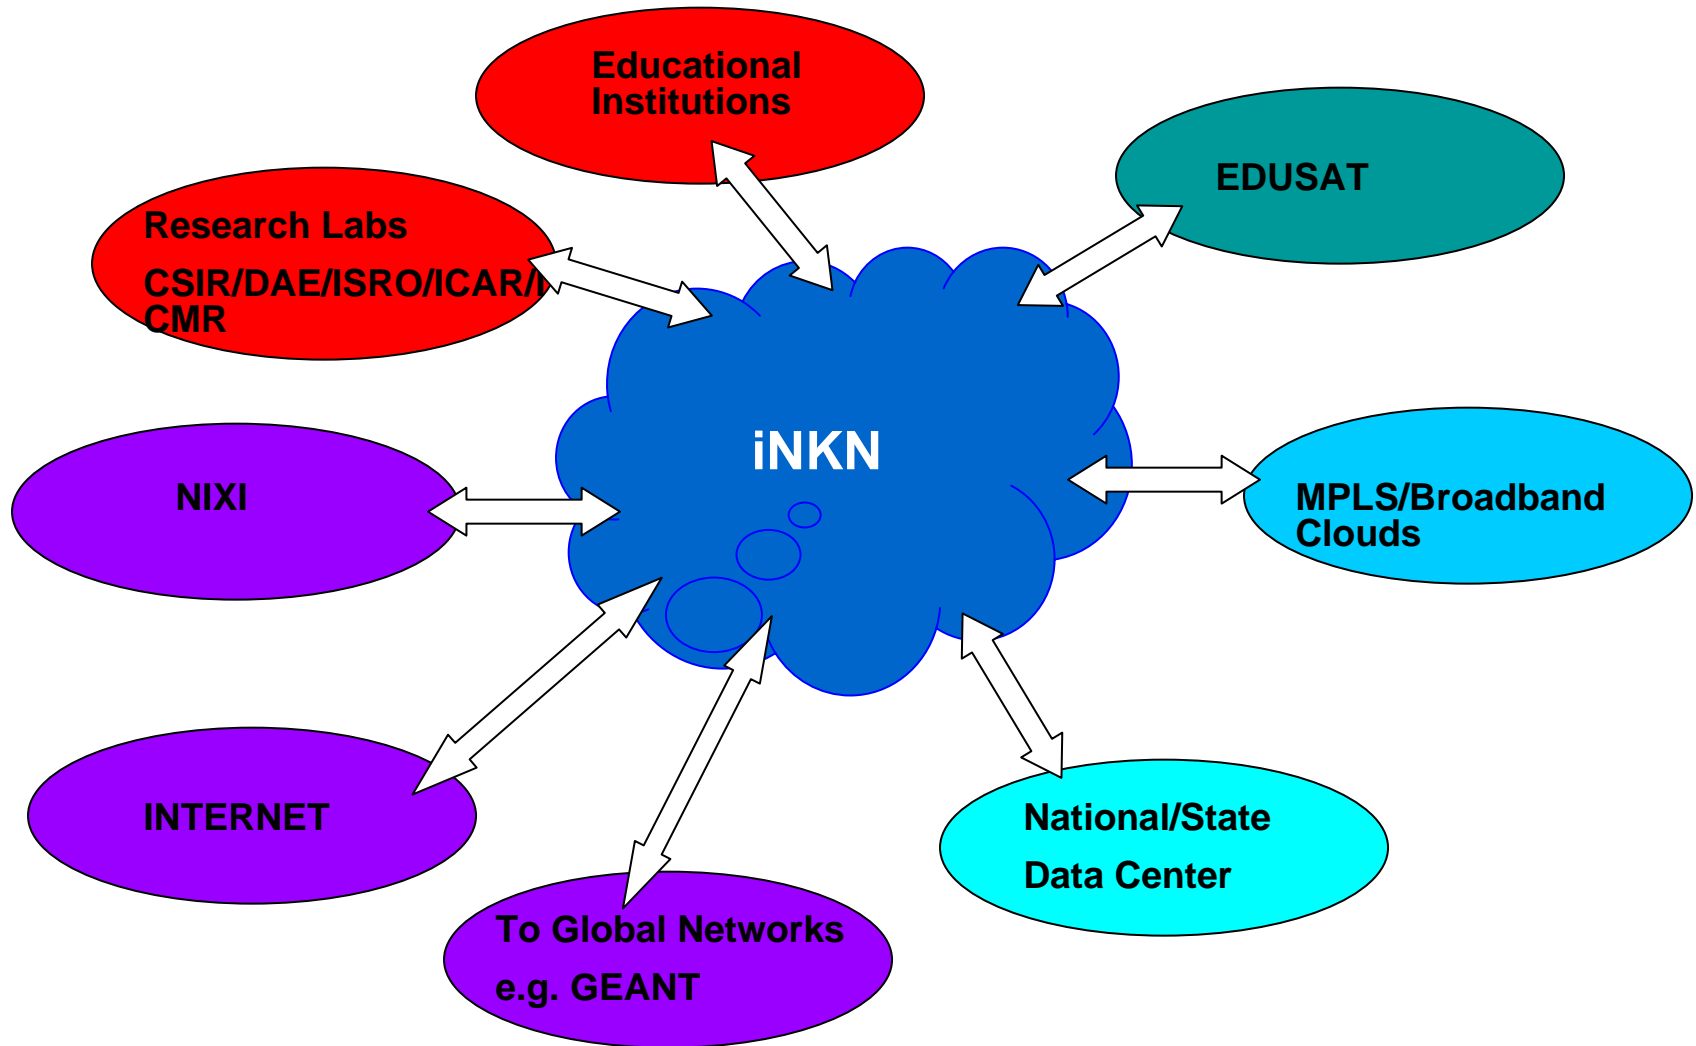 Educational
Institutions
EDUSAT
Research Labs
CSIR/DAE/ISRO/ICAR/I
CMR
iNKN
NIXI
MPLS/Broadband
Clouds
INTERNET
National/State
Data Center
To Global Networks
e.g. GEANT